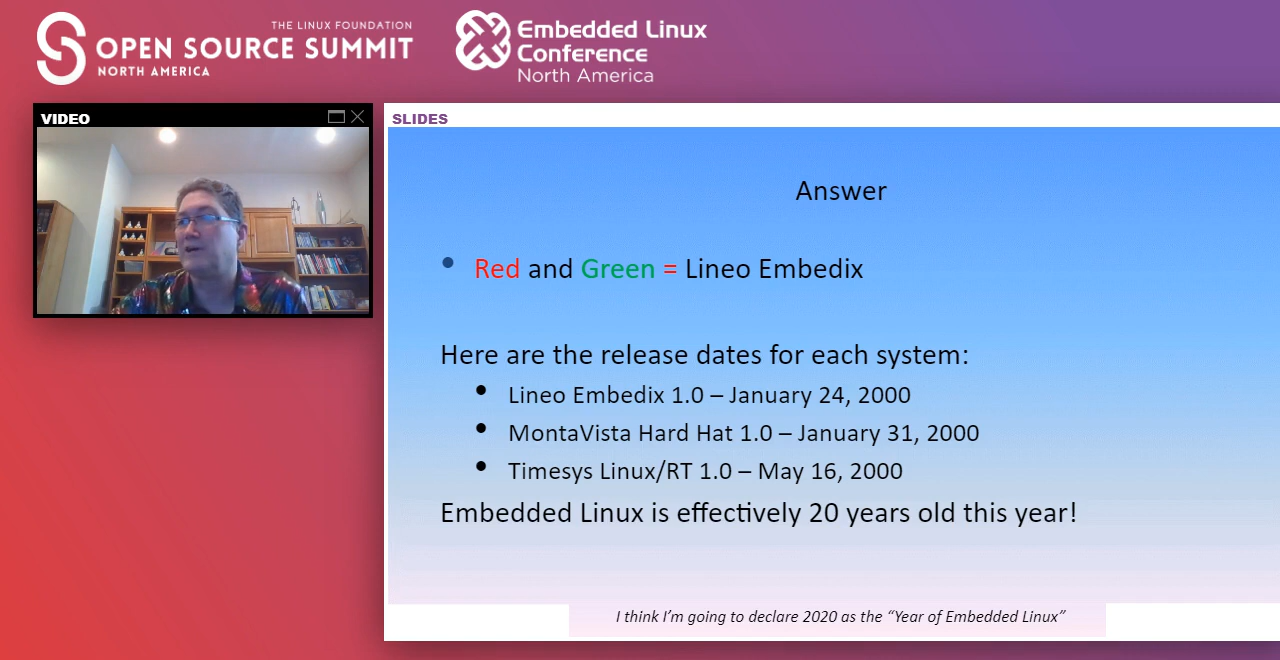 THE LINUX FOUNDATION
OPEN SOURCE SUMMIT
NORTH AMERICA
Embedded Linux
Conference
North America
VIDEO
SLIDES
Answer
• Red and Green = Lineo Embedix
Here are the release dates for each system:
• Lineo Embedix 1.0 – January 24, 2000
• MontaVista Hard Hat 1.0 – January 31, 2000
• Timesys Linux/RT 1.0 – May 16, 2000
Embedded Linux is effectively 20 years old this year!
I think I’m going to declare 2020 as the “Year of Embedded Linux”